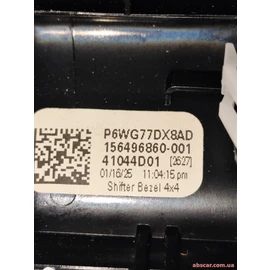 P6WG77DX8AD
156496860-001
41044D01 [2627]
01/16/25 11:04:15 pm
Shifter Bezel 4x4
abscar.com.ua